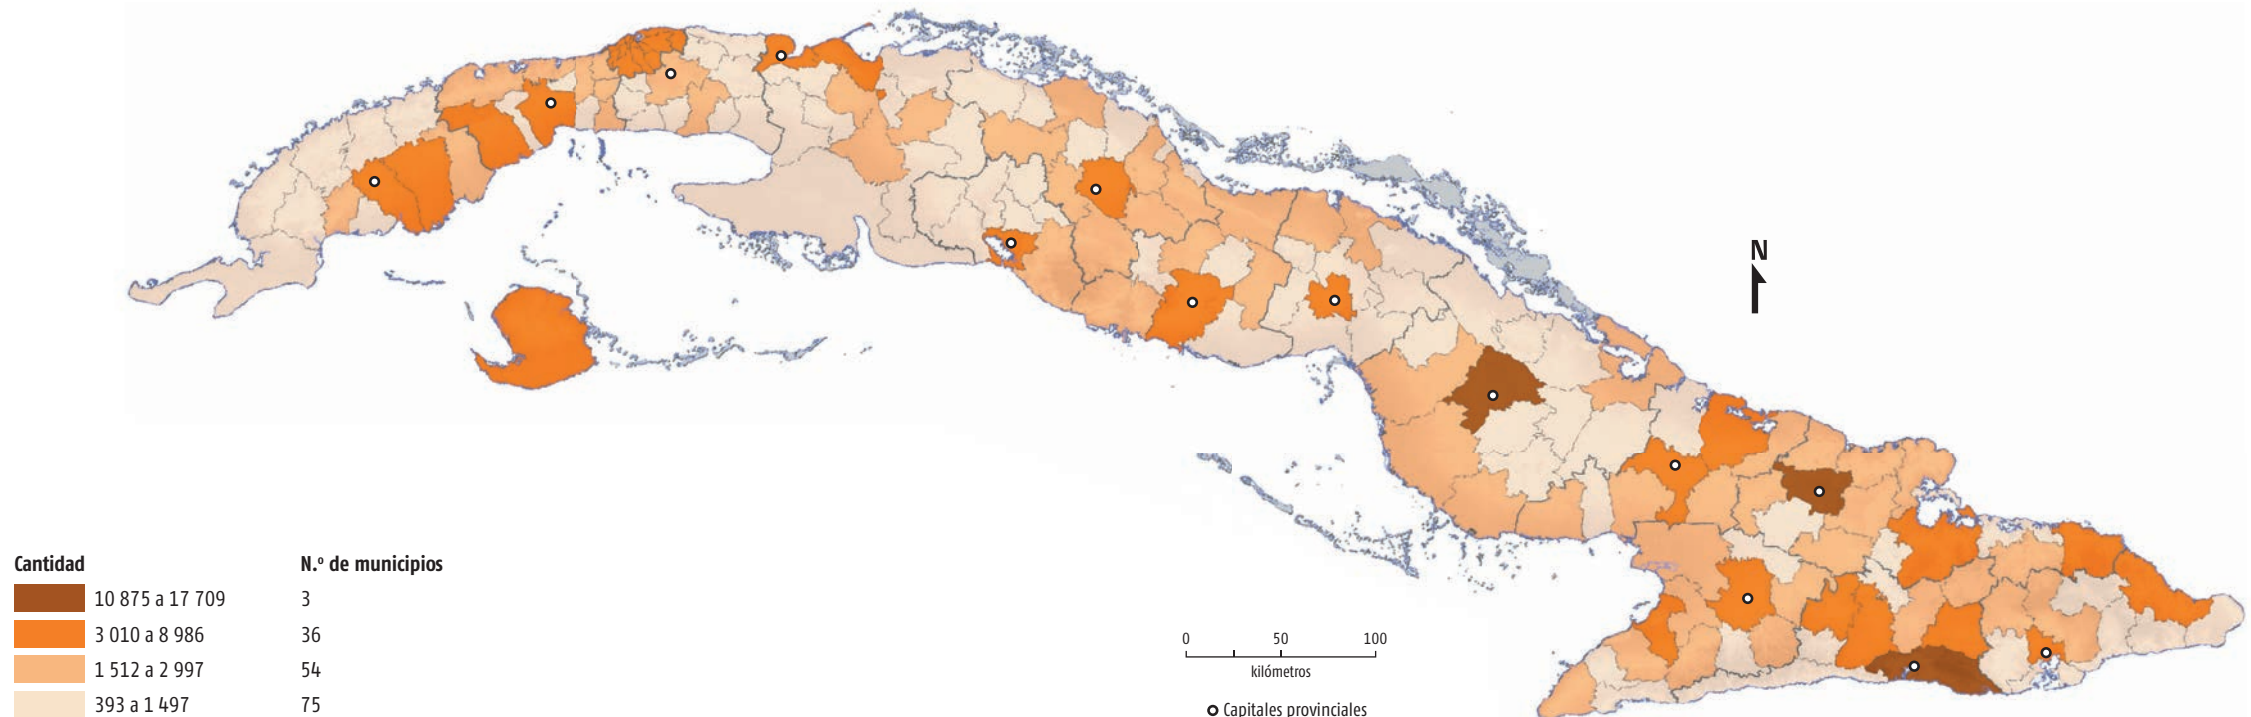 N
Cantidad N.º de municipios
10 875 a 17 709 3
3 010 a 8 986 36
1 512 a 2 997 54
393 a 1 497 75
0 50 100
kilómetros
Capitales provinciales